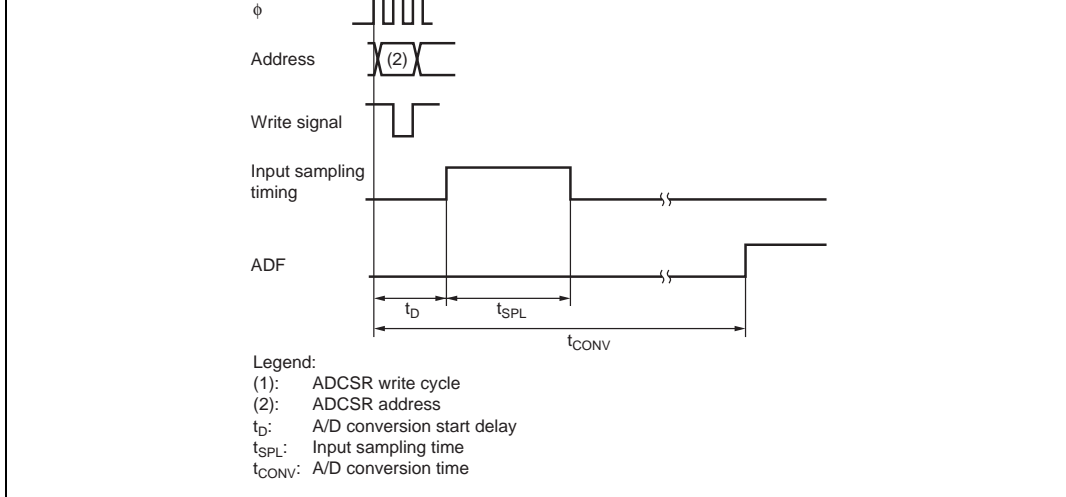 ϕ
Address
(2)
Write signal
Input sampling
timing
ADF
tD
tSPL
tCONV
Legend:
(1): ADCSR write cycle
(2): ADCSR address
tD: A/D conversion start delay
tSPL: Input sampling time
tCONV: A/D conversion time